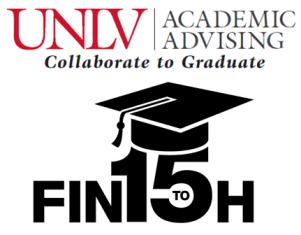 UNLV ACADEMIC
ADVISING
Collaborate to Graduate
FIN15H
TO